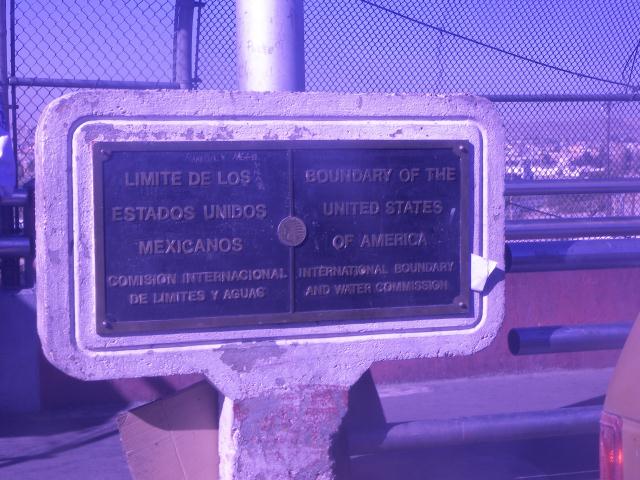 LIMITE DE LOS
ESTADOS UNIDOS
MEXICANOS
COMISION INTERNACIONAL
DE LIMITES Y AGUAS
BOUNDARY OF THE
UNITED STATES
OF AMERICA
INTERNATIONAL BOUNDARY
AND WATER COMMISSION